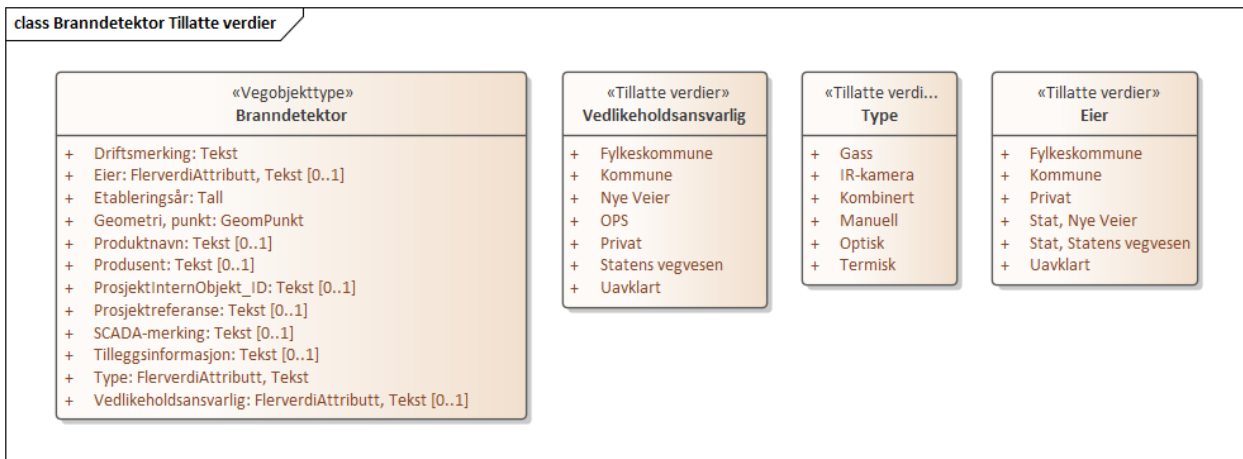 class Branndetektor Tillatte verdier
«Vegobjekttype»
Branndetektor
+ Driftsmerking: Tekst
+ Eier: FlerverdiAttributt, Tekst [0..1]
+ Etableringsår: Tall
+ Geometri, punkt: GeomPunkt
+ Produktnavn: Tekst [0..1]
+ Produsent: Tekst [0..1]
+ ProsjektInternObjekt_ID: Tekst [0..1]
+ Prosjektreferanse: Tekst [0..1]
+ SCADA-merking: Tekst [0..1]
+ Tilleggsinformasjon: Tekst [0..1]
+ Type: FlerverdiAttributt, Tekst
+ Vedlikeholdsansvarlig: FlerverdiAttributt, Tekst [0..1]
«Tillatte verdier»
Vedlikeholdsansvarlig
+ Fylkeskommune
+ Kommune
+ Nye Veier
+ OPS
+ Privat
+ Statens vegvesen
+ Uavklart
«Tillatte verdi...
Type
+ Gass
+ IR-kamera
+ Kombinert
+ Manuell
+ Optisk
+ Termisk
«Tillatte verdier»
Eier
+ Fylkeskommune
+ Kommune
+ Privat
+ Stat, Nye Veier
+ Stat, Statens vegvesen
+ Uavklart